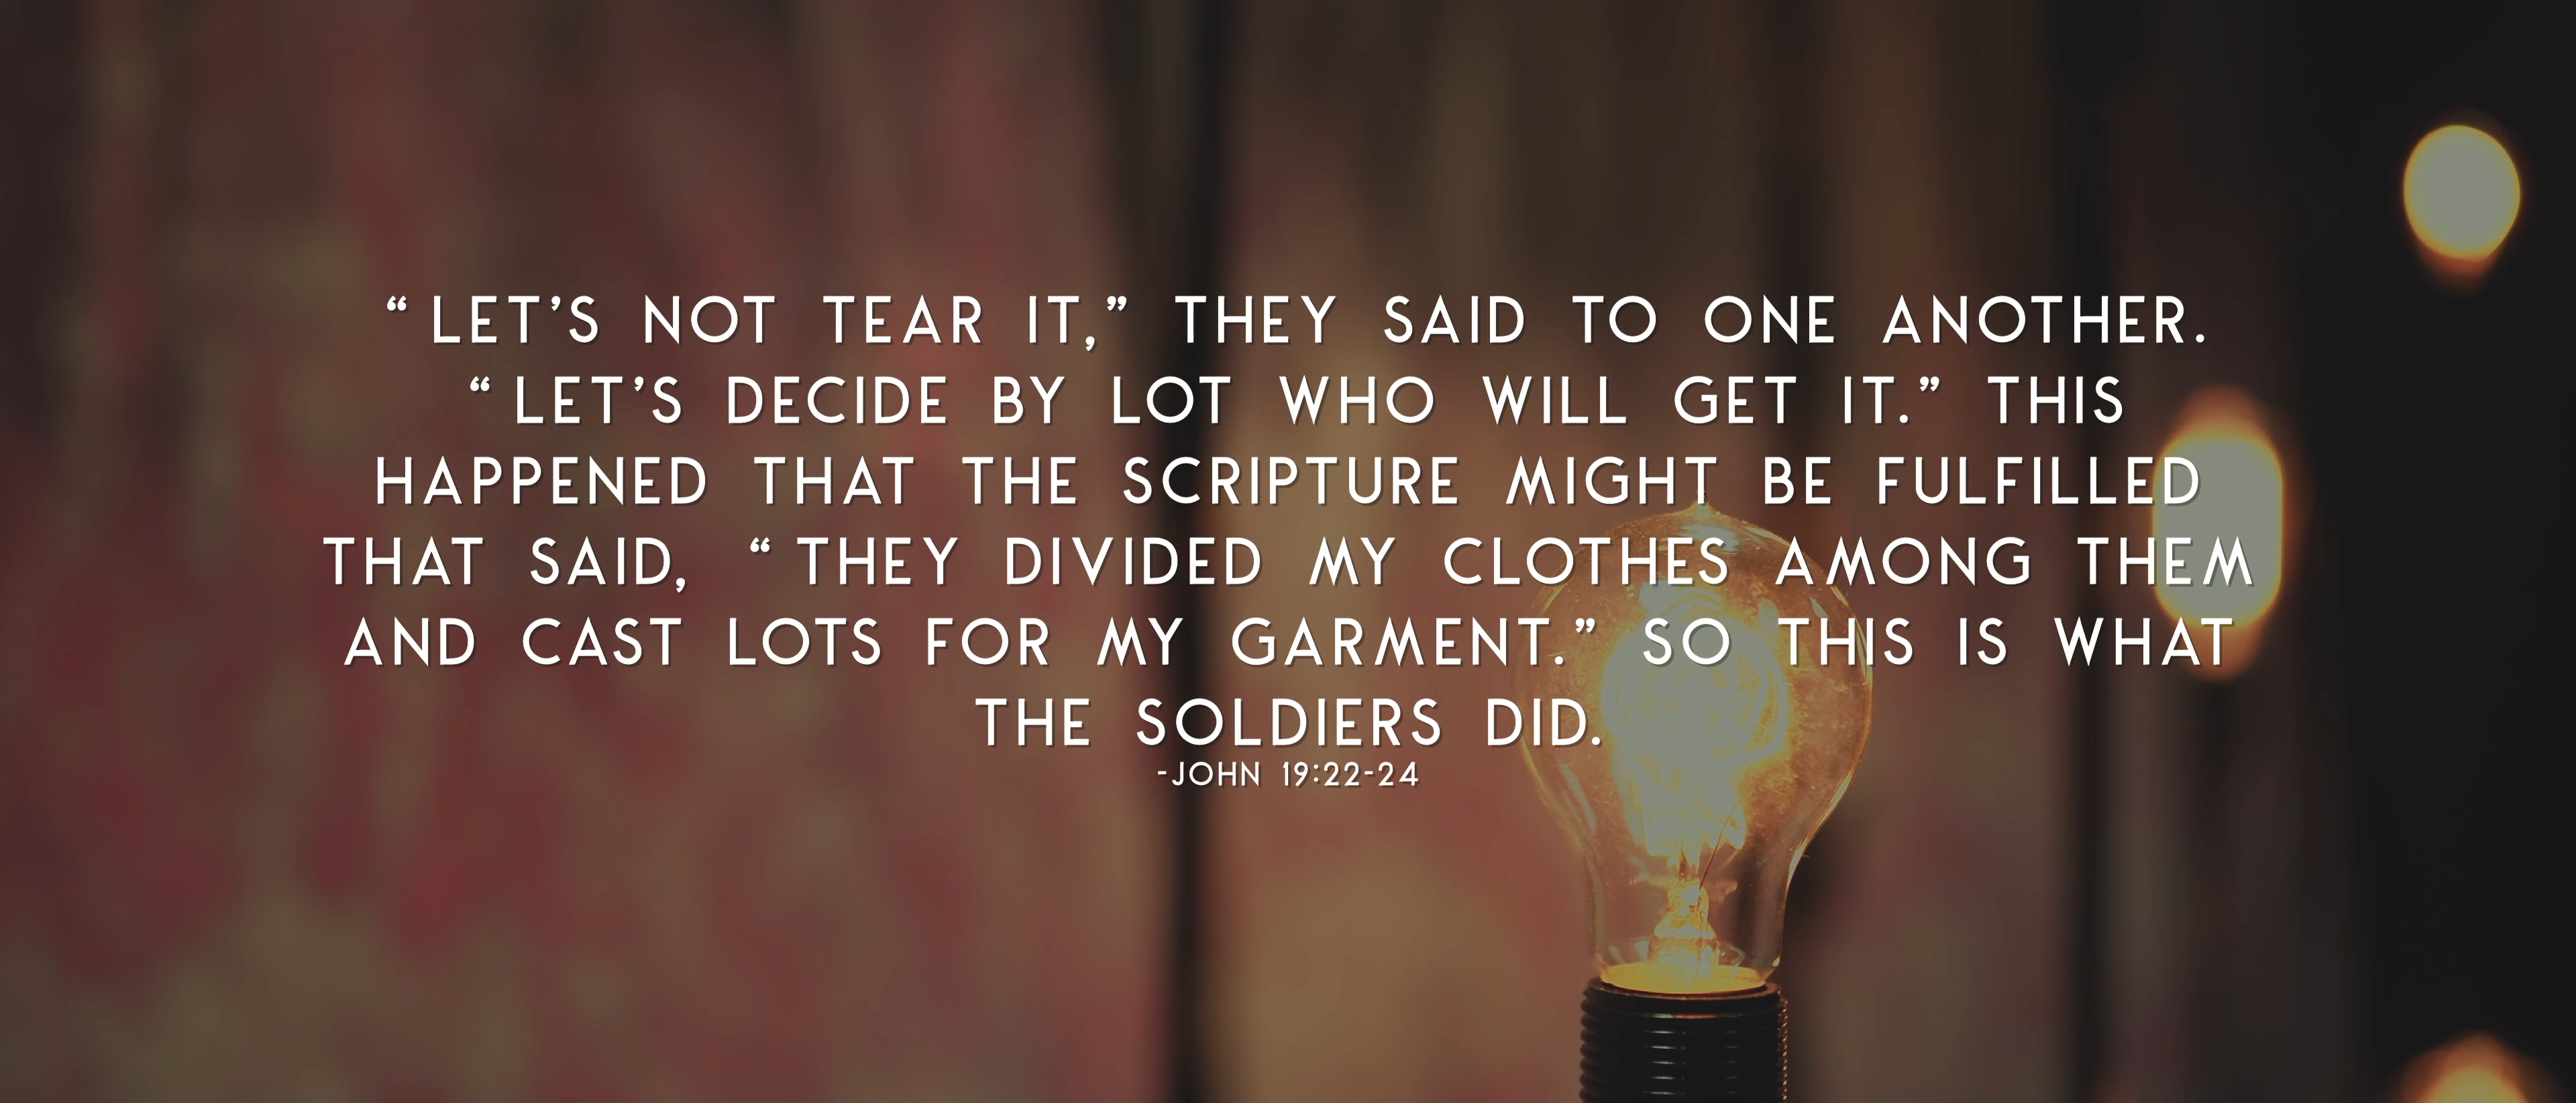 “ LET’S NOT TEAR IT,” THEY SAID TO ONE ANOTHER.
“ LET’S DECIDE BY LOT WHO WILL GET IT.” THIS
HAPPENED THAT THE SCRIPTURE MIGHT BE FULFILLED
THAT SAID, “ THEY DIVIDED MY CLOTHES AMONG THEM
AND CAST LOTS FOR MY GARMENT.” SO THIS IS WHAT
THE SOLDIERS DID.
-JOHN 19:22-24